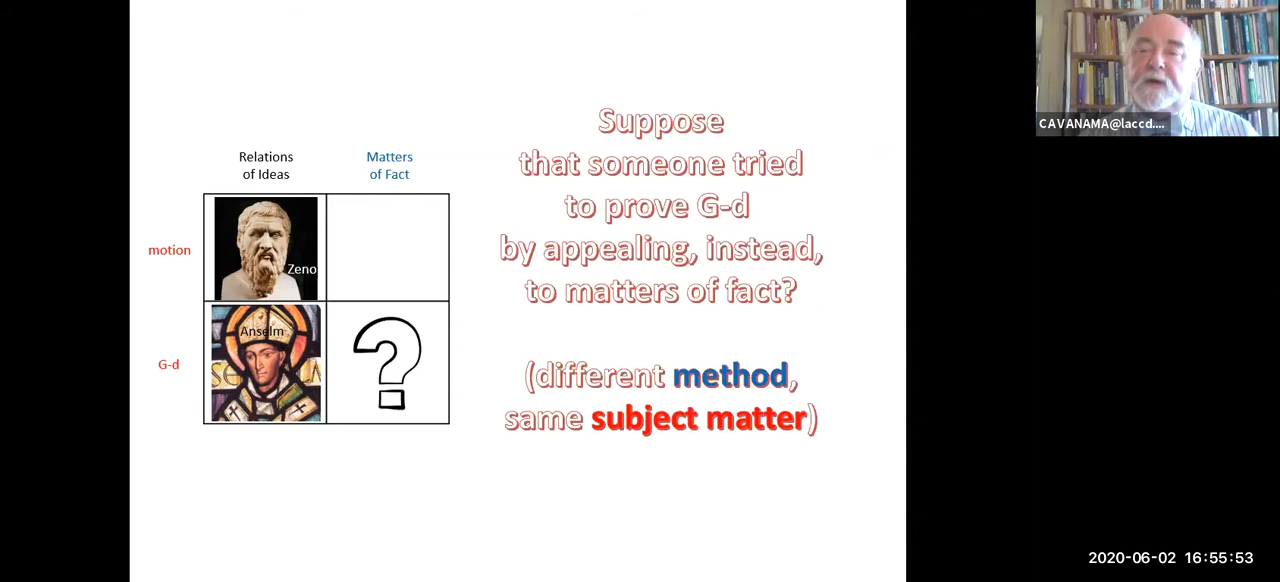 Relations
of Ideas
Matters
of Fact
motion
Zeno
Anselm
G-d
Suppose
that someone tried
to prove G-d
by appealing, instead,
to matters of fact?
(different method,
same subject matter)
CAVANAMA@laccd....
2020-06-02 16:55:53